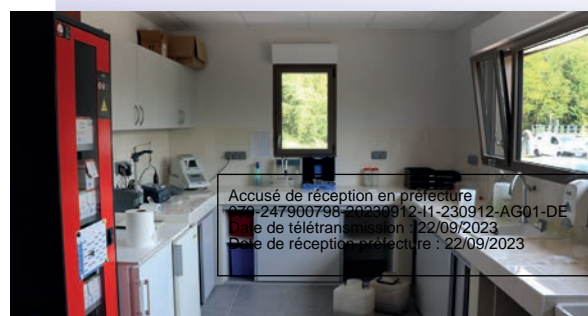 Accusé de réception en préfecture
079-247900798-20230912-I1-230912-AG01-DE
Date de télétransmission : 22/09/2023
Date de réception préfecture : 22/09/2023